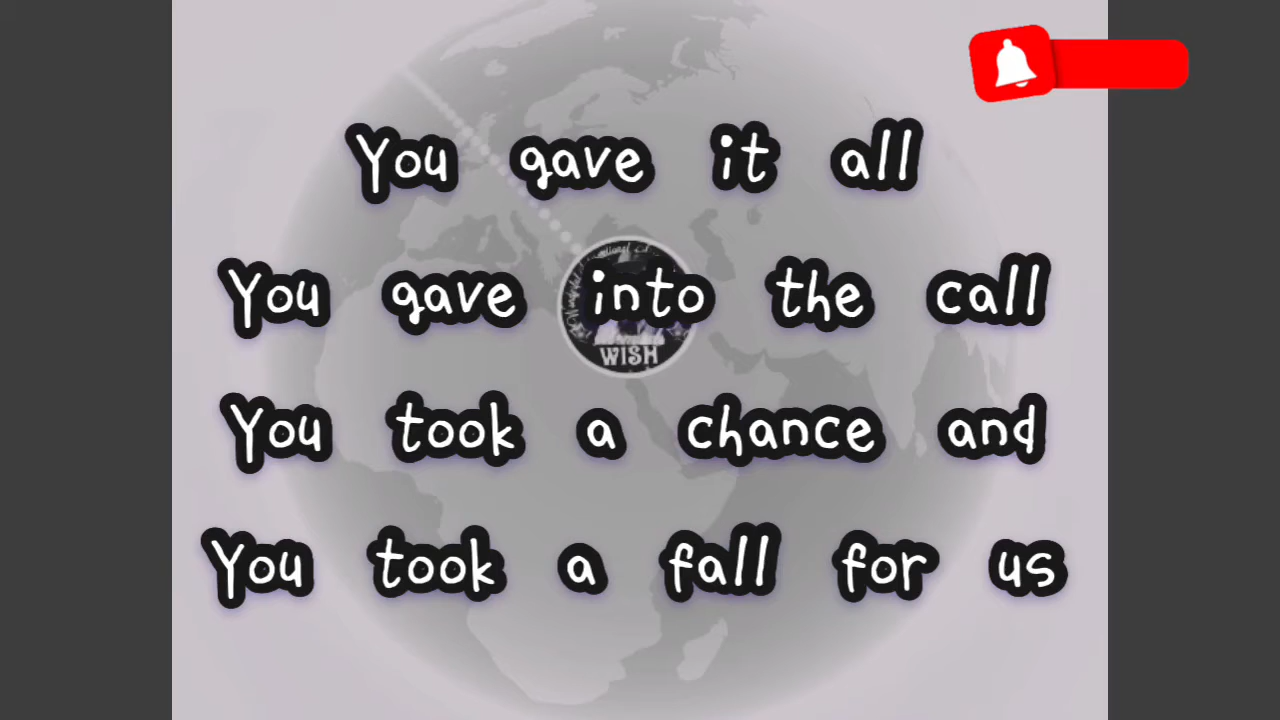 You gave it all
You gave into the call
You took a chance and
You took a fall for us
WISH